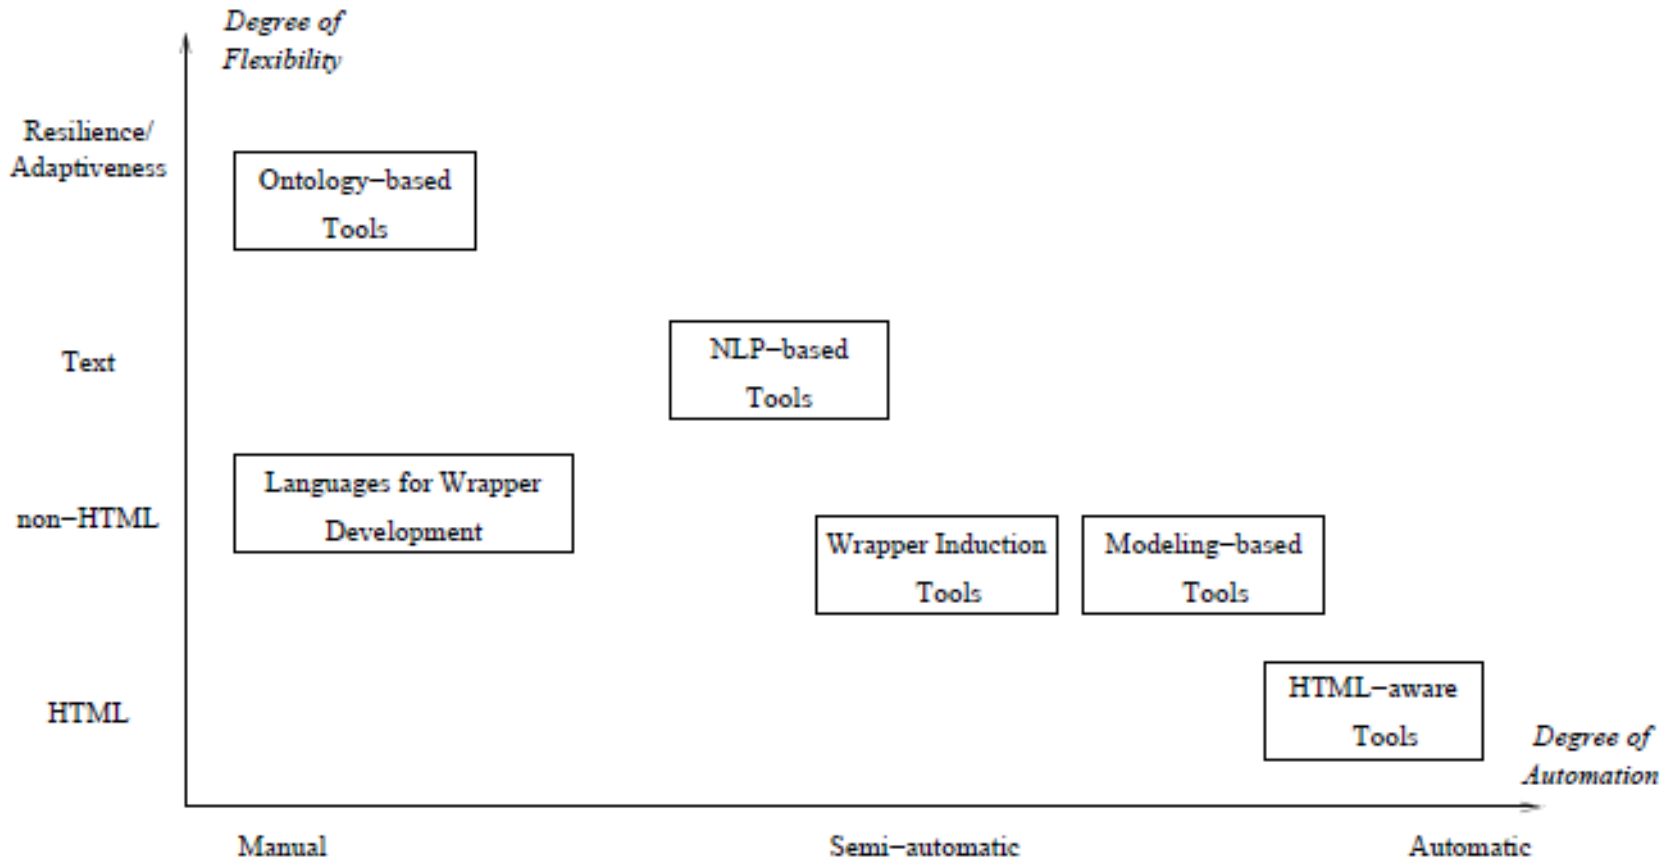 Degree of
Flexibility
Resilience/
Adaptiveness
Ontology–based
Tools
Text
NLP–based
Tools
non–HTML
Languages for Wrapper
Development
Wrapper Induction
Tools
Modeling–based
Tools
HTML
HTML–aware
Tools
Degree of
Automation
Manual
Semi–automatic
Automatic